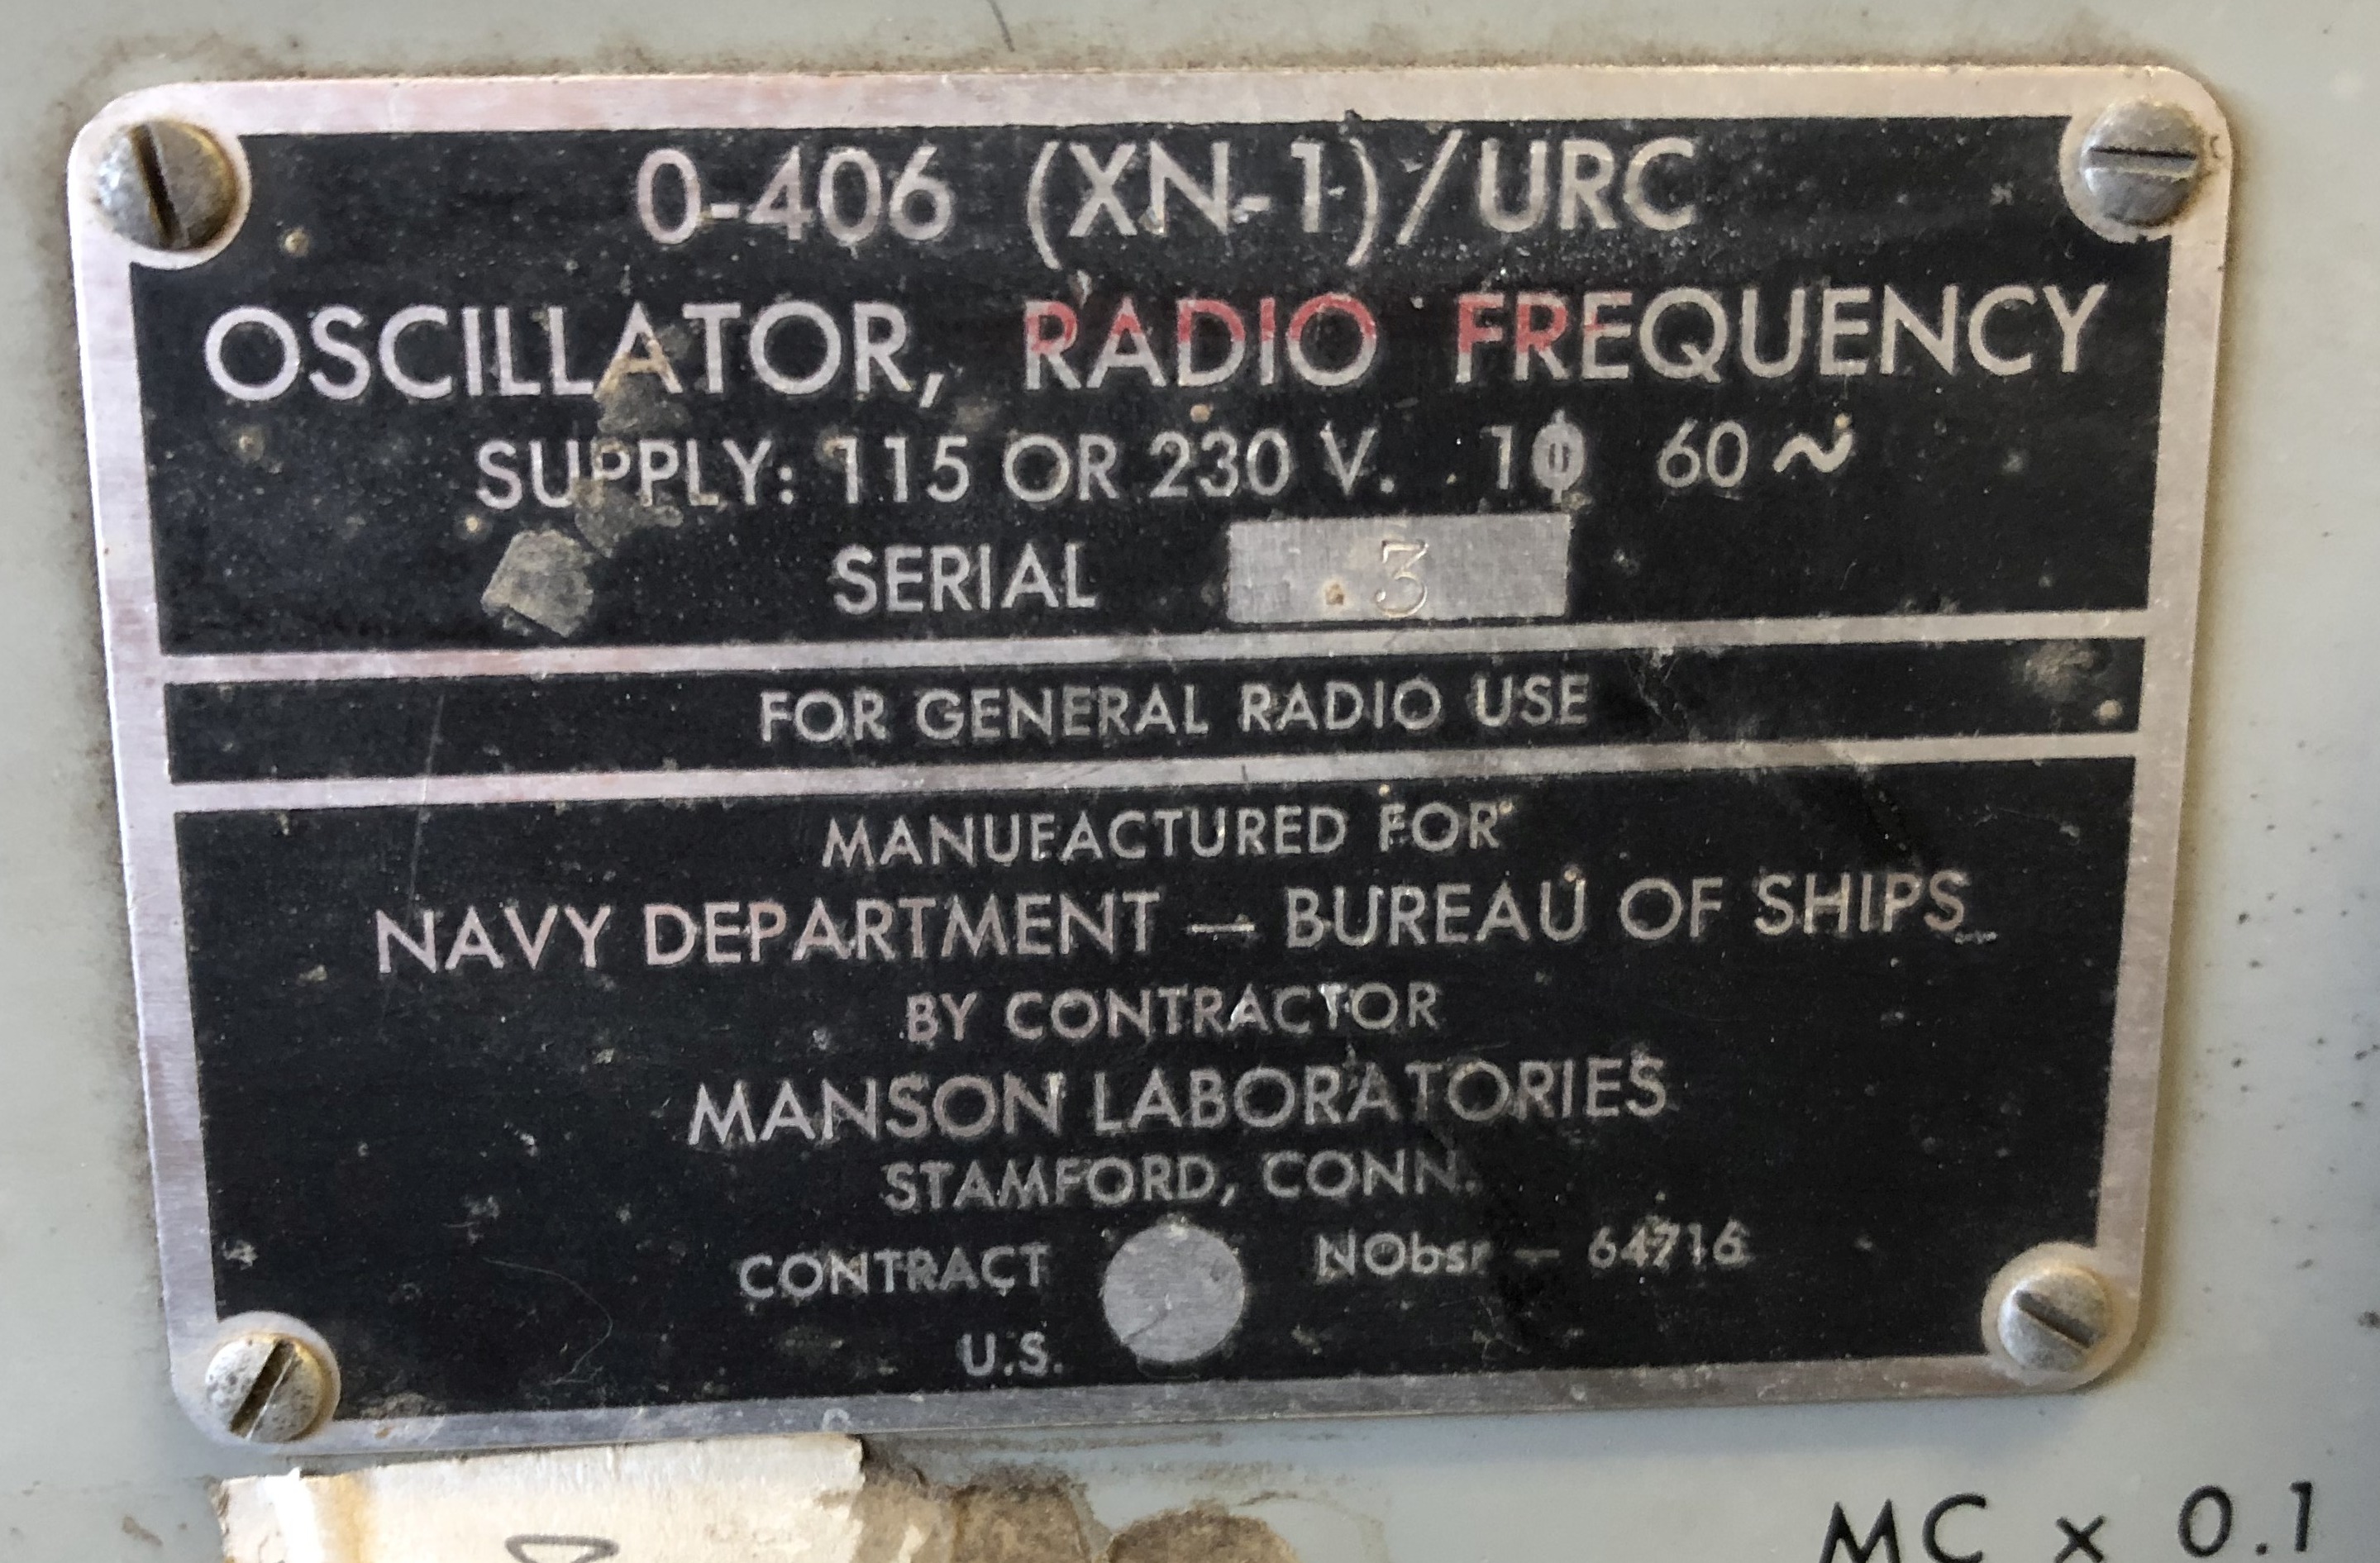 0-406 (XN-1)/URC
OSCILLATOR, RADIO FREQUENCY
SUPPLY: 115 OR 230 V. 1ϕ 60 ~
SERIAL 3
FOR GENERAL RADIO USE
MANUFACTURED FOR
NAVY DEPARTMENT — BUREAU OF SHIPS
BY CONTRACTOR
MANSON LABORATORIES
STAMFORD, CONN.
CONTRACT NObsr — 64716
U.S.
MC x 0.1